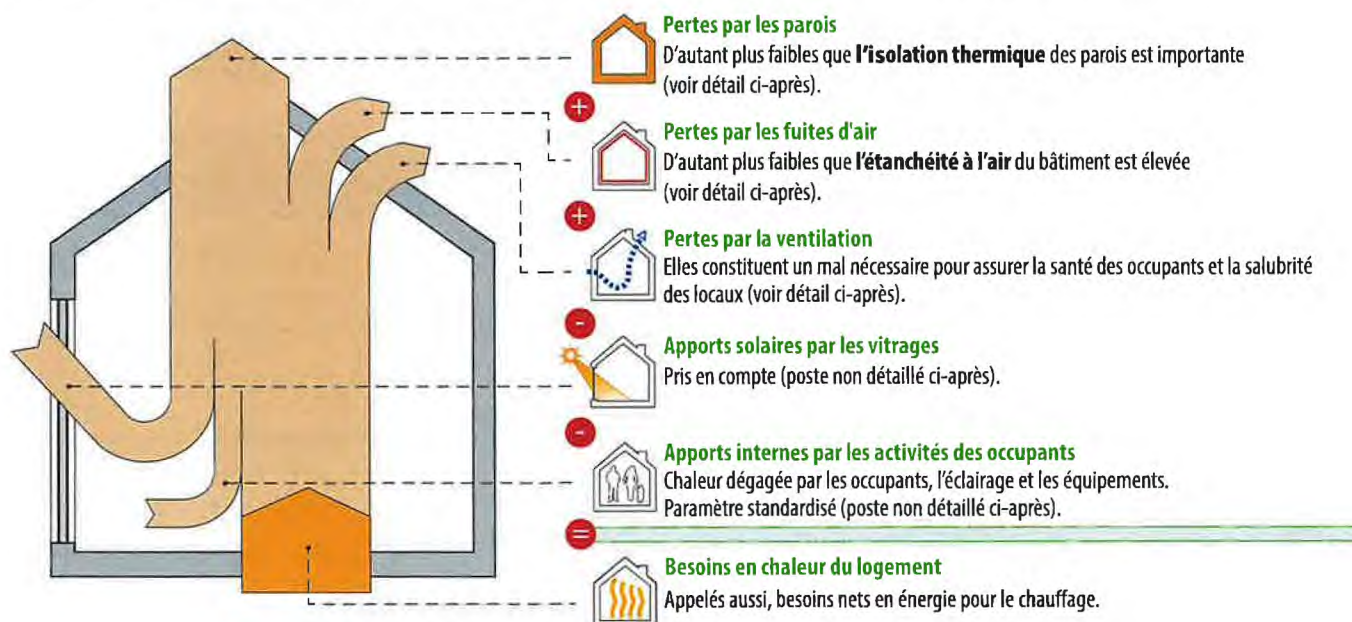 Pertes par les parois
D'autant plus faibles que l'isolation thermique des parois est importante
(voir détail ci-après).
+
Pertes par les fuites d'air
D'autant plus faibles que l'étanchéité à l'air du bâtiment est élevée
(voir détail ci-après).
+
Pertes par la ventilation
Elles constituent un mal nécessaire pour assurer la santé des occupants et la salubrité
des locaux (voir détail ci-après).
-
Apports solaires par les vitrages
Pris en compte (poste non détaillé ci-après).
-
Apports internes par les activités des occupants
Chaleur dégagée par les occupants, l'éclairage et les équipements.
Paramètre standardisé (poste non détaillé ci-après).
=
Besoins en chaleur du logement
Appelés aussi, besoins nets en énergie pour le chauffage.